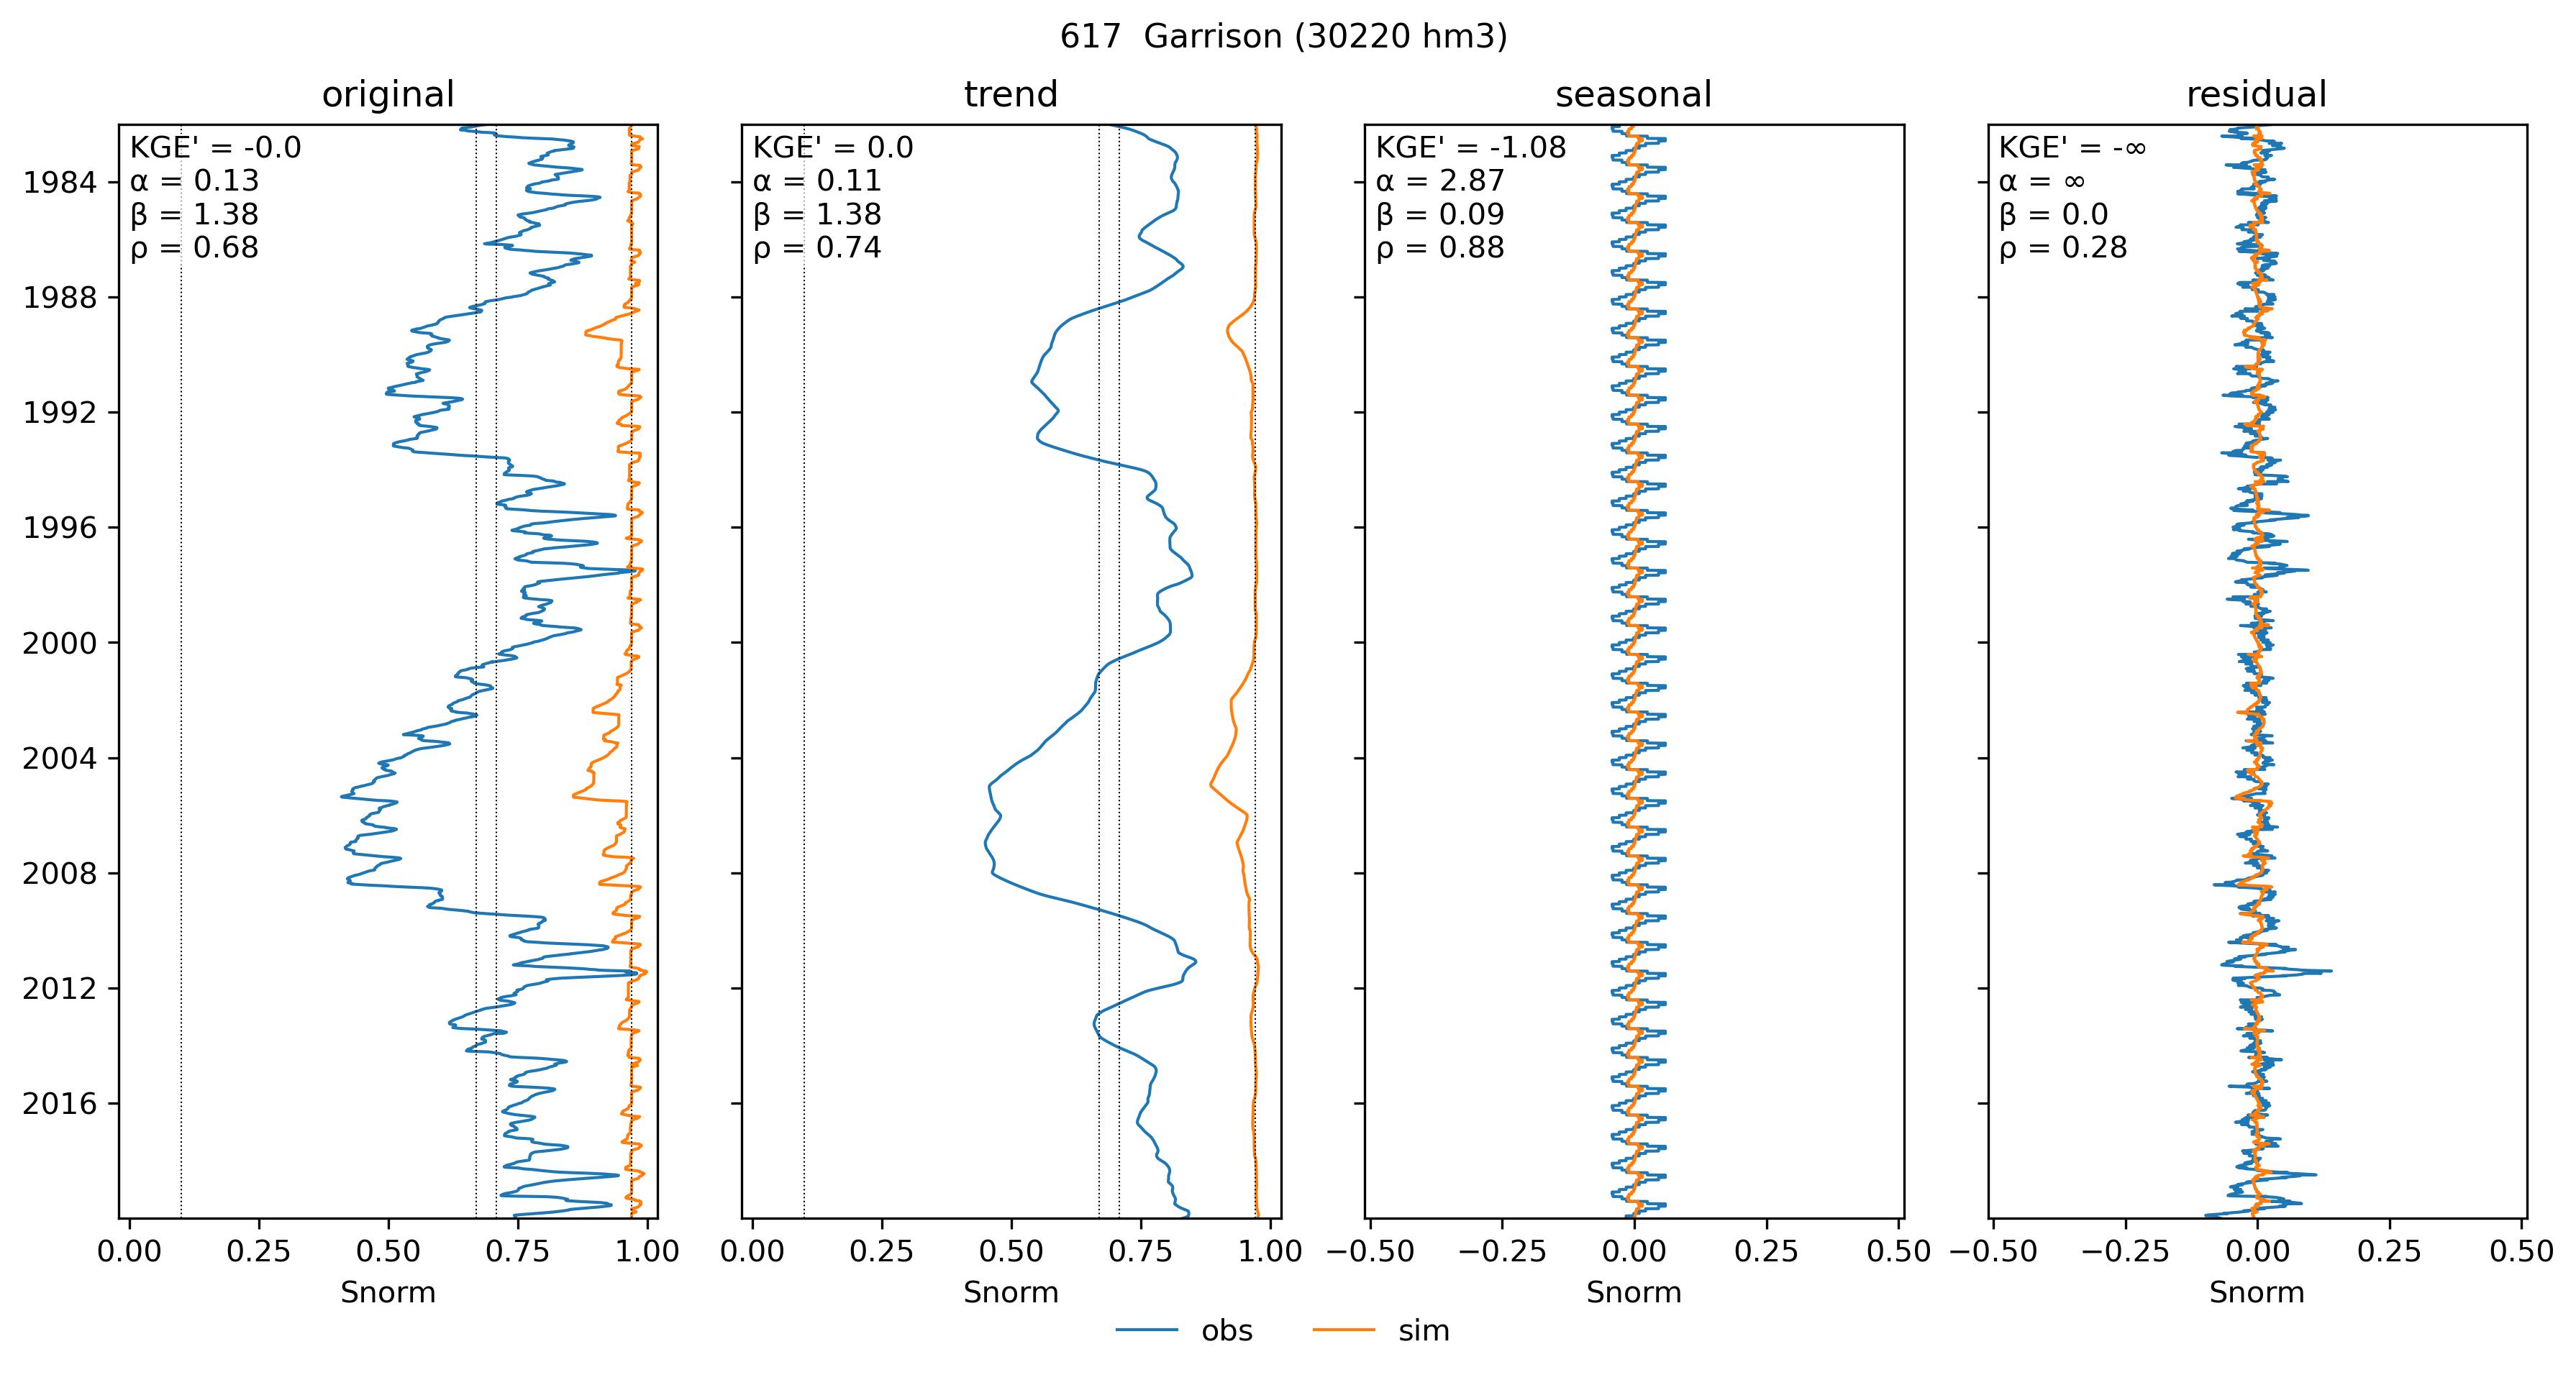 617  Garrison (30220 hm3)
original
trend
seasonal
residual
KGE' = -0.0
α = 0.13
β = 1.38
ρ = 0.68
KGE' = 0.0
α = 0.11
β = 1.38
ρ = 0.74
KGE' = -1.08
α = 2.87
β = 0.09
ρ = 0.88
KGE' = -∞
α = ∞
β = 0.0
ρ = 0.28
1984
1988
1992
1996
2000
2004
2008
2012
2016
0.00 0.25 0.50 0.75 1.00
0.00 0.25 0.50 0.75 1.00
−0.50 −0.25 0.00 0.25 0.50
−0.50 −0.25 0.00 0.25 0.50
Snorm
Snorm
Snorm
Snorm
obs
sim